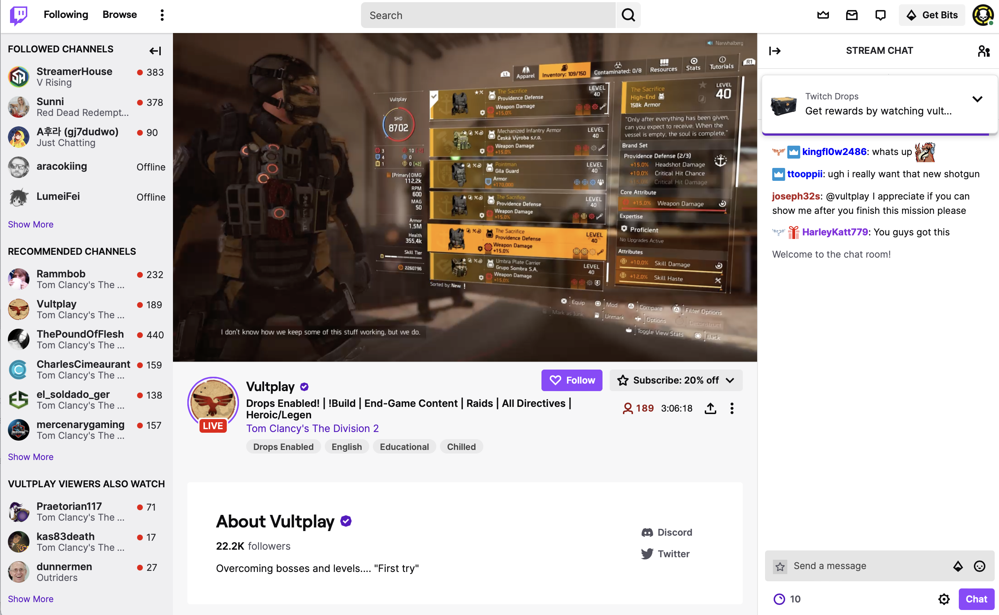 Following
Browse
Search
Get Bits
FOLLOWED CHANNELS
StreamerHouse
383
V Rising
Sunni
378
Red Dead Redempt...
A후라 (gj7dudwo)
90
Just Chatting
aracokiing
Offline
LumeiFei
Offline
Show More
RECOMMENDED CHANNELS
Rammbob
232
Tom Clancy's The ...
Vultplay
189
Tom Clancy's The ...
ThePoundOfFlesh
440
Tom Clancy's The ...
CharlesCimeaurant
159
Tom Clancy's The ...
el_soldado_ger
138
Tom Clancy's The ...
mercenarygaming
157
Tom Clancy's The ...
Show More
VULTPLAY VIEWERS ALSO WATCH
Praetorian117
71
Tom Clancy's The ...
kas83death
17
Tom Clancy's The ...
dunnermen
27
Outriders
Show More
Narwhalberg
L1
Apparel
Inventory: 109/150
Contaminated: 0/8
Resources
Stats
Tutorials
R1
Vultplay
SHD
8702
3
10 [-2]
4
0
1
0 [+2]
[Primary] DMG
112.2k
RPM
600
MAG
50
Armor
1.5M
Health
355.4k
Skill Tier
2260796
The Sacrifice
Providence Defense
Weapon Damage
+15.0%
LEVEL
40
Mechanized Infantry Armor
Česká Výroba s.r.o.
Weapon Damage
+15.0%
LEVEL
40
Pointman
Gila Guard
Armor
+170,000
LEVEL
40
The Sacrifice
Providence Defense
Weapon Damage
+15.0%
LEVEL
40
The Sacrifice
Providence Defense
Weapon Damage
+15.0%
LEVEL
40
Umbra Plate Carrier
Grupo Sombra S.A.
Weapon Damage
+15.0%
LEVEL
40
Sorted by: New !
The Sacrifice
High-End
158k Armor
LEVEL
40
"Only after everything has been given,
can you expect to receive. When the
vessel is empty, the soul is complete."
Brand Set
Providence Defense (2/3)
+15.0% Headshot Damage
+10.0% Critical Hit Chance
+15.0% Critical Hit Damage
Core Attribute
+15.0% Weapon Damage
Expertise
Proficient
No Upgrades Active
Attributes
+10.0% Skill Damage
+12.0% Skill Haste
Equip
Mod
Compare
Filter Options
Mark as Junk
Unmark
Options
Deconstruct
Toggle View Stats
Back
I don't know how we keep some of this stuff working, but we do.
LIVE
Vultplay
Follow
Subscribe: 20% off
Drops Enabled! | !Build | End-Game Content | Raids | All Directives |
Heroic/Legen
189
3:06:18
Tom Clancy's The Division 2
Drops Enabled
English
Educational
Chilled
About Vultplay
22.2K followers
Overcoming bosses and levels.... "First try"
Discord
Twitter
STREAM CHAT
Twitch Drops
Get rewards by watching vult...
kingfl0w2486: whats up
ttooppii: ugh i really want that new shotgun
joseph32s: @vultplay I appreciate if you can
show me after you finish this mission please
HarleyKatt779: You guys got this
Welcome to the chat room!
Send a message
10
Chat